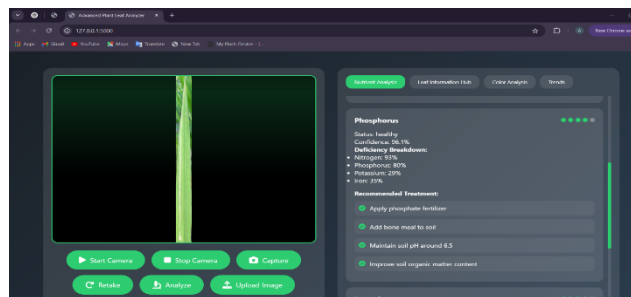 Advanced Plant Leaf Analyzer
127.0.0.1:5000
New Chrome av
Apps Gmail YouTube Maps Translate New Tab
Nutrient Analysis Leaf Information Hub Color Analysis Trends
Phosphorus
Status: healthy
Confidence: 96.1%
Deficiency Breakdown:
Nitrogen: 93%
Phosphorus: 80%
Potassium: 29%
Iron: 35%
Recommended Treatment:
Apply phosphate fertilizer
Add bone meal to soil
Maintain soil pH around 6.5
Improve soil organic matter content
Start Camera Stop Camera Capture
Retake Analyze Upload Image